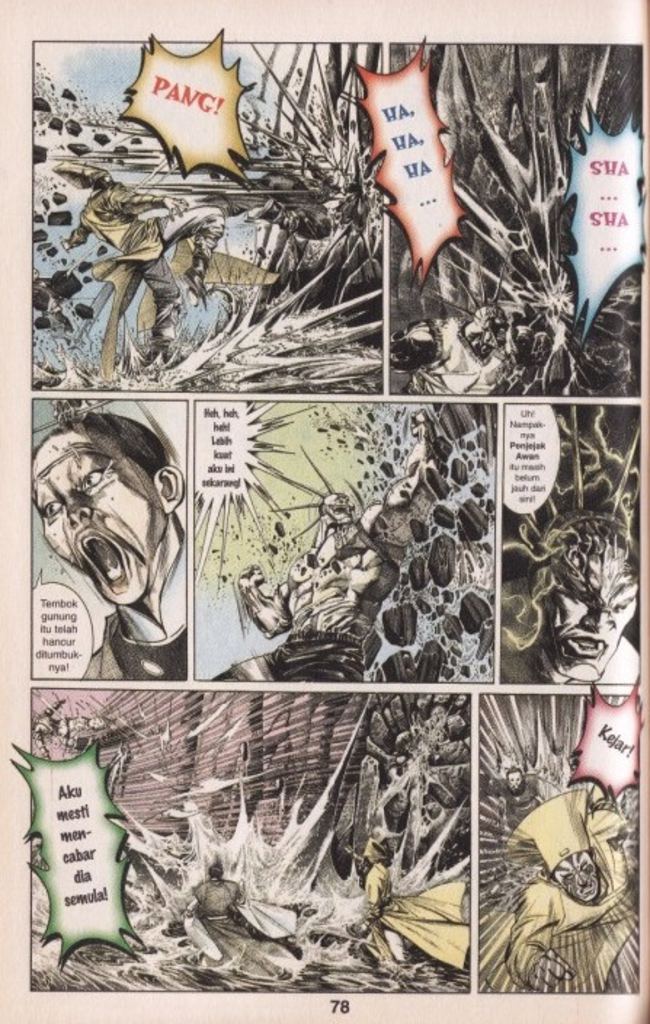 PANG!
HA,
HA,
HA
...
SHA
...
SHA
...
Tembok
gunung
itu telah
hancur
ditumbuk-
nya!
Heh, heh,
heh!
Lebih
kuat
aku ini
sekarang!
Uh!
Nampak-
nya
Penjejak
Awan
itu masih
belum
jauh dari
sini!
Aku
mesti
men-
cabar
dia
semula!
Kejar!
78